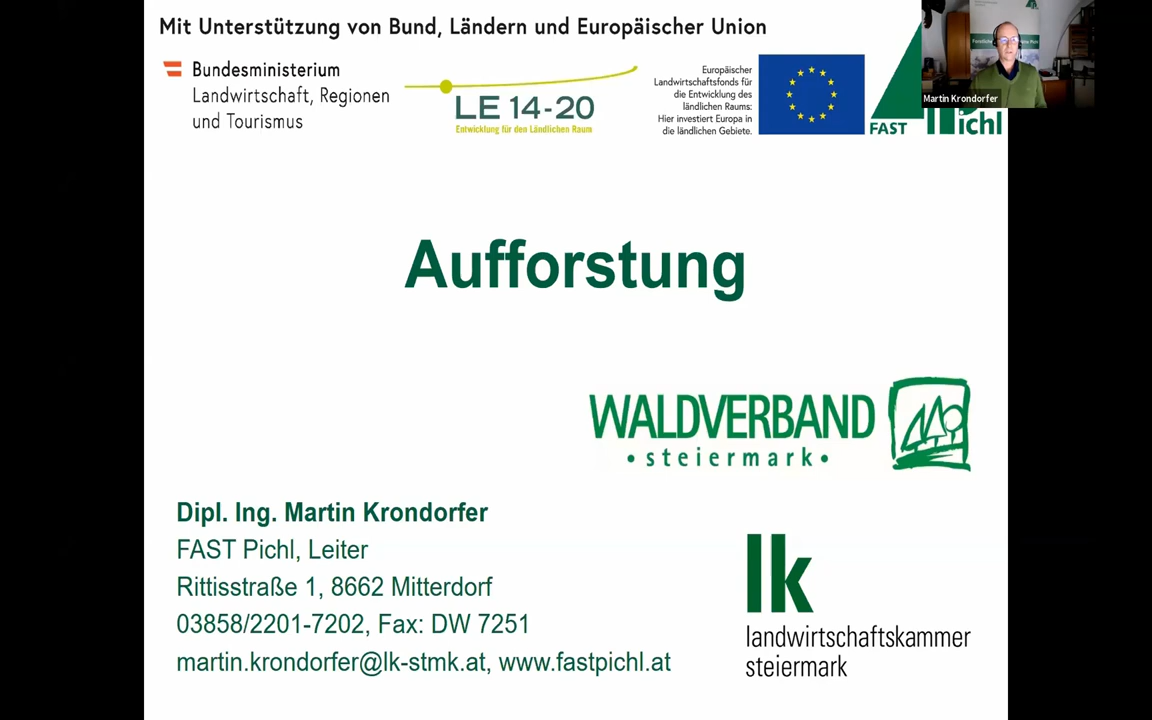 Mit Unterstützung von Bund, Ländern und Europäischer Union
Bundesministerium
Landwirtschaft, Regionen
und Tourismus
LE 14-20
Entwicklung für den Ländlichen Raum
Europäischer
Landwirtschaftsfonds für
die Entwicklung des
ländlichen Raums:
Hier investiert Europa in
die ländlichen Gebiete.
FAST Pichl
Martin Krondorfer
Aufforstung
WALDVERBAND
• steiermark •
Dipl. Ing. Martin Krondorfer
FAST Pichl, Leiter
Rittisstraße 1, 8662 Mitterdorf
03858/2201-7202, Fax: DW 7251
martin.krondorfer@lk-stmk.at, www.fastpichl.at
lk
landwirtschaftskammer
steiermark